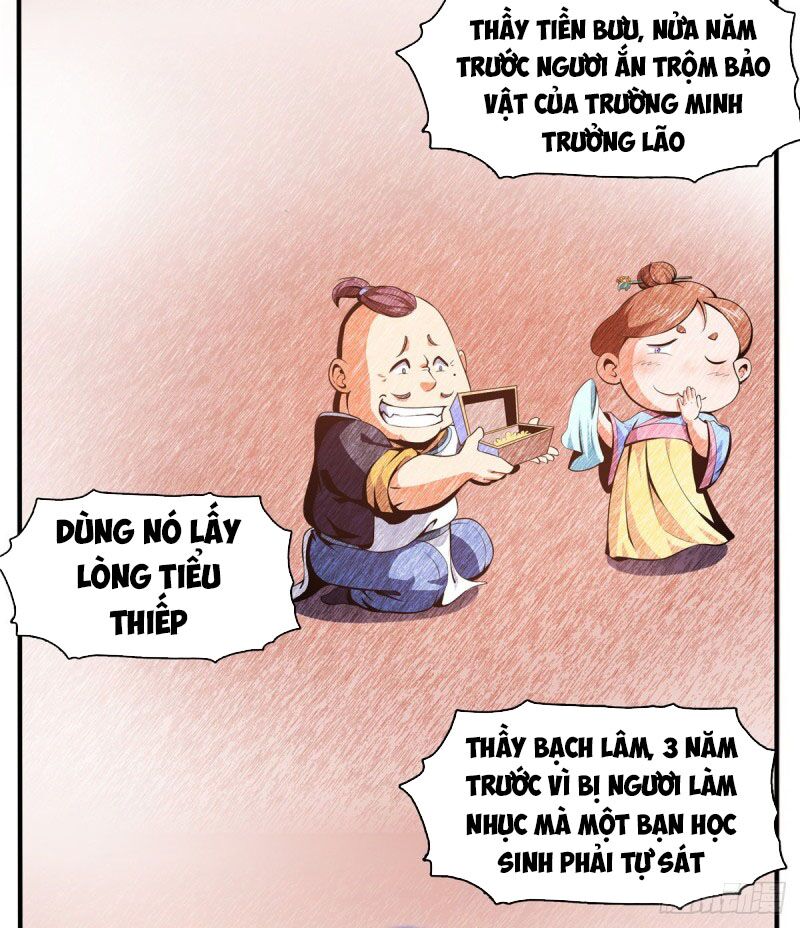 THẦY TIỀN BƯU, NỬA NĂM
TRƯỚC NGƯƠI ẮN TRỘM BẢO
VẬT CỦA TRƯỜNG MINH
TRƯỞNG LÃO
DÙNG NÓ LẤY
LÒNG TIỂU
THIẾP
THẦY BẠCH LÂM, 3 NĂM
TRƯỚC VÌ BỊ NGƯƠI LÀM
NHỤC MÀ MỘT BẠN HỌC
SINH PHẢI TỰ SÁT